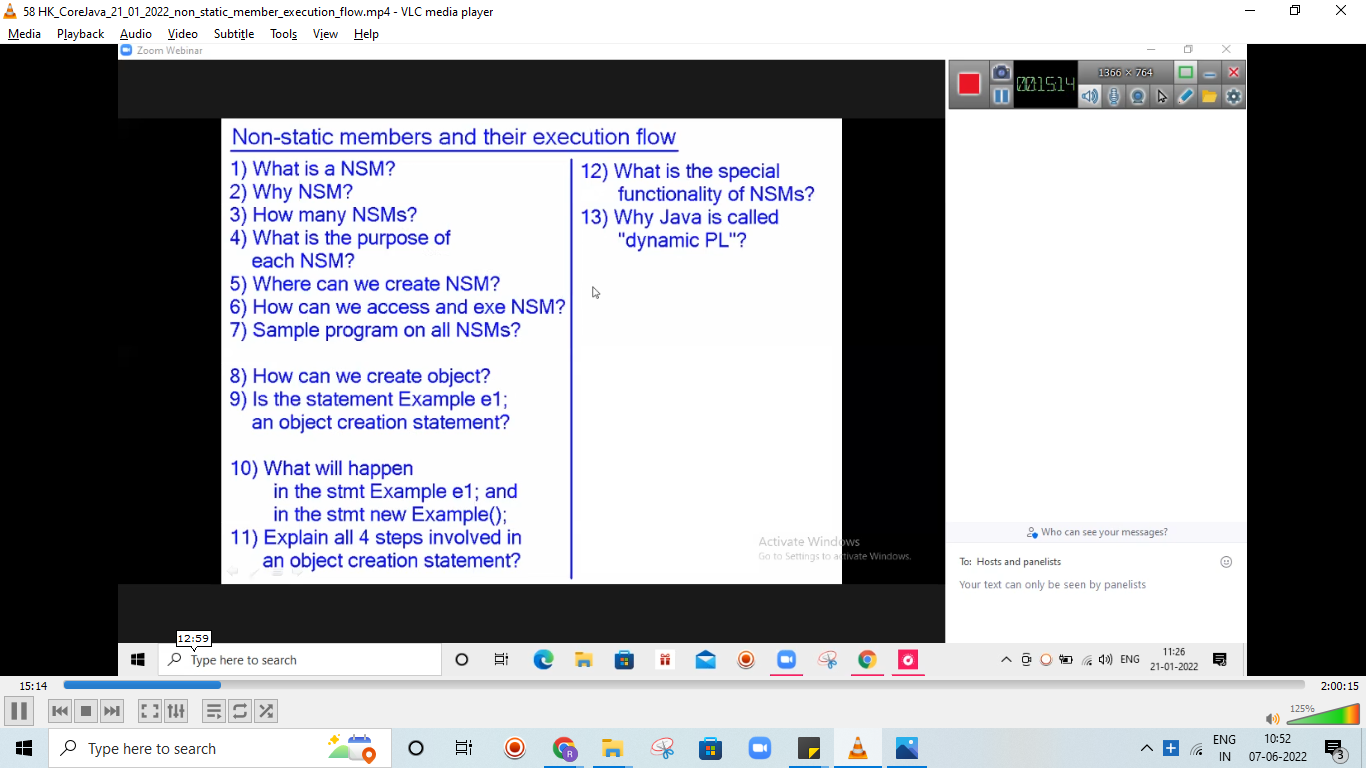 58 HK_CoreJava_21_01_2022_non_static_member_execution_flow.mp4 - VLC media player
Media Playback Audio Video Subtitle Tools View Help
Zoom Webinar
00:15:14
1366 × 764
Non-static members and their execution flow
1) What is a NSM?
2) Why NSM?
3) How many NSMs?
4) What is the purpose of
each NSM?
5) Where can we create NSM?
6) How can we access and exe NSM?
7) Sample program on all NSMs?
8) How can we create object?
9) Is the statement Example e1;
an object creation statement?
10) What will happen
in the stmt Example e1; and
in the stmt new Example();
11) Explain all 4 steps involved in
an object creation statement?
12) What is the special
functionality of NSMs?
13) Why Java is called
"dynamic PL"?
Activate Windows
Go to Settings to activate Windows.
Who can see your messages?
To: Hosts and panelists
Your text can only be seen by panelists
12:59
Type here to search
ENG
11:26
21-01-2022
15:14
2:00:15
125%
Type here to search
R
ENG
IN
10:52
07-06-2022
3